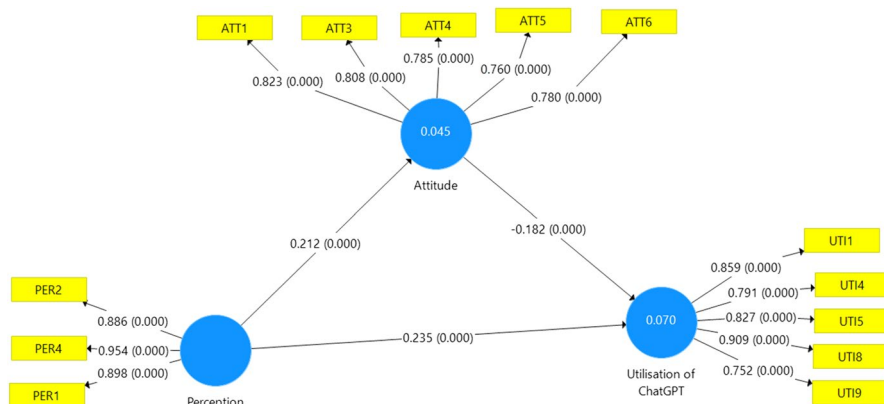 ATT1
ATT3
ATT4
ATT5
ATT6
0.823 (0.000)
0.808 (0.000)
0.785 (0.000)
0.760 (0.000)
0.780 (0.000)
0.045
Attitude
0.212 (0.000)
-0.182 (0.000)
PER2
PER4
PER1
0.886 (0.000)
0.954 (0.000)
0.898 (0.000)
Perception
0.235 (0.000)
0.070
Utilisation of
ChatGPT
0.859 (0.000)
0.791 (0.000)
0.827 (0.000)
0.909 (0.000)
0.752 (0.000)
UTI1
UTI4
UTI5
UTI8
UTI9